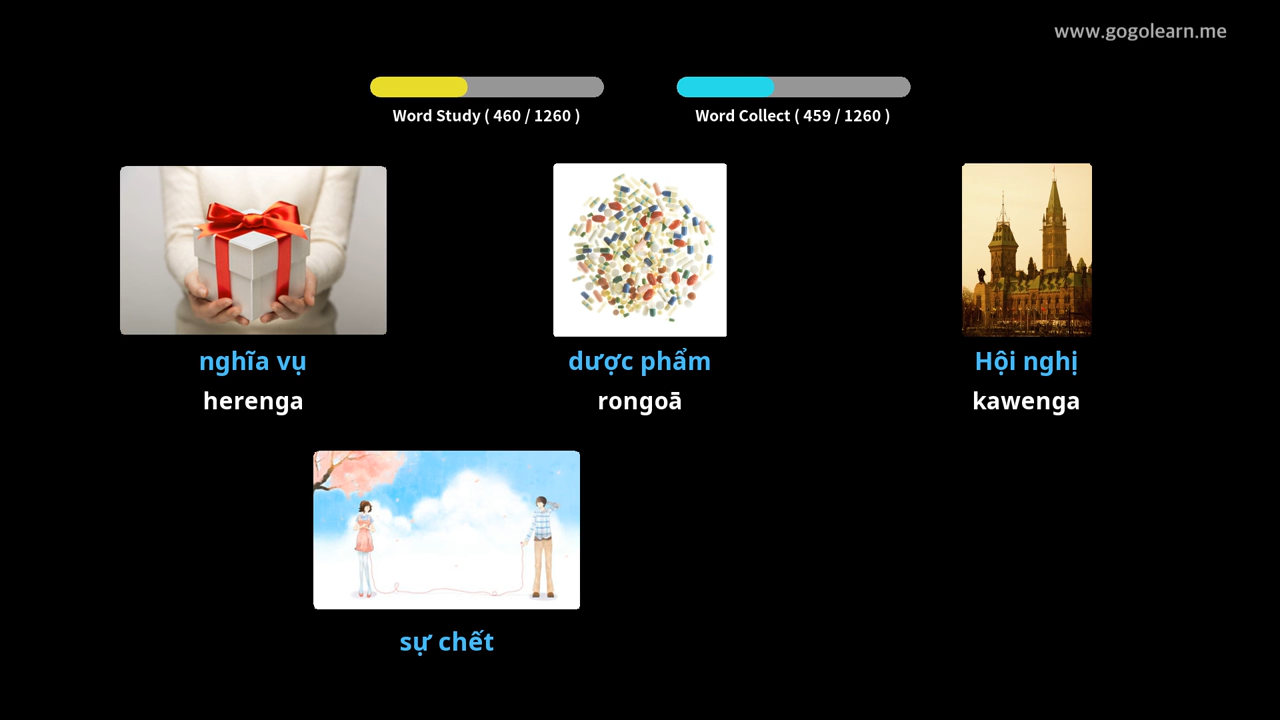 www.gogolearn.me
Word Study ( 460 / 1260 )
Word Collect ( 459 / 1260 )
nghĩa vụ
dược phẩm
Hội nghị
herenga
rongoā
kawenga
sự chết